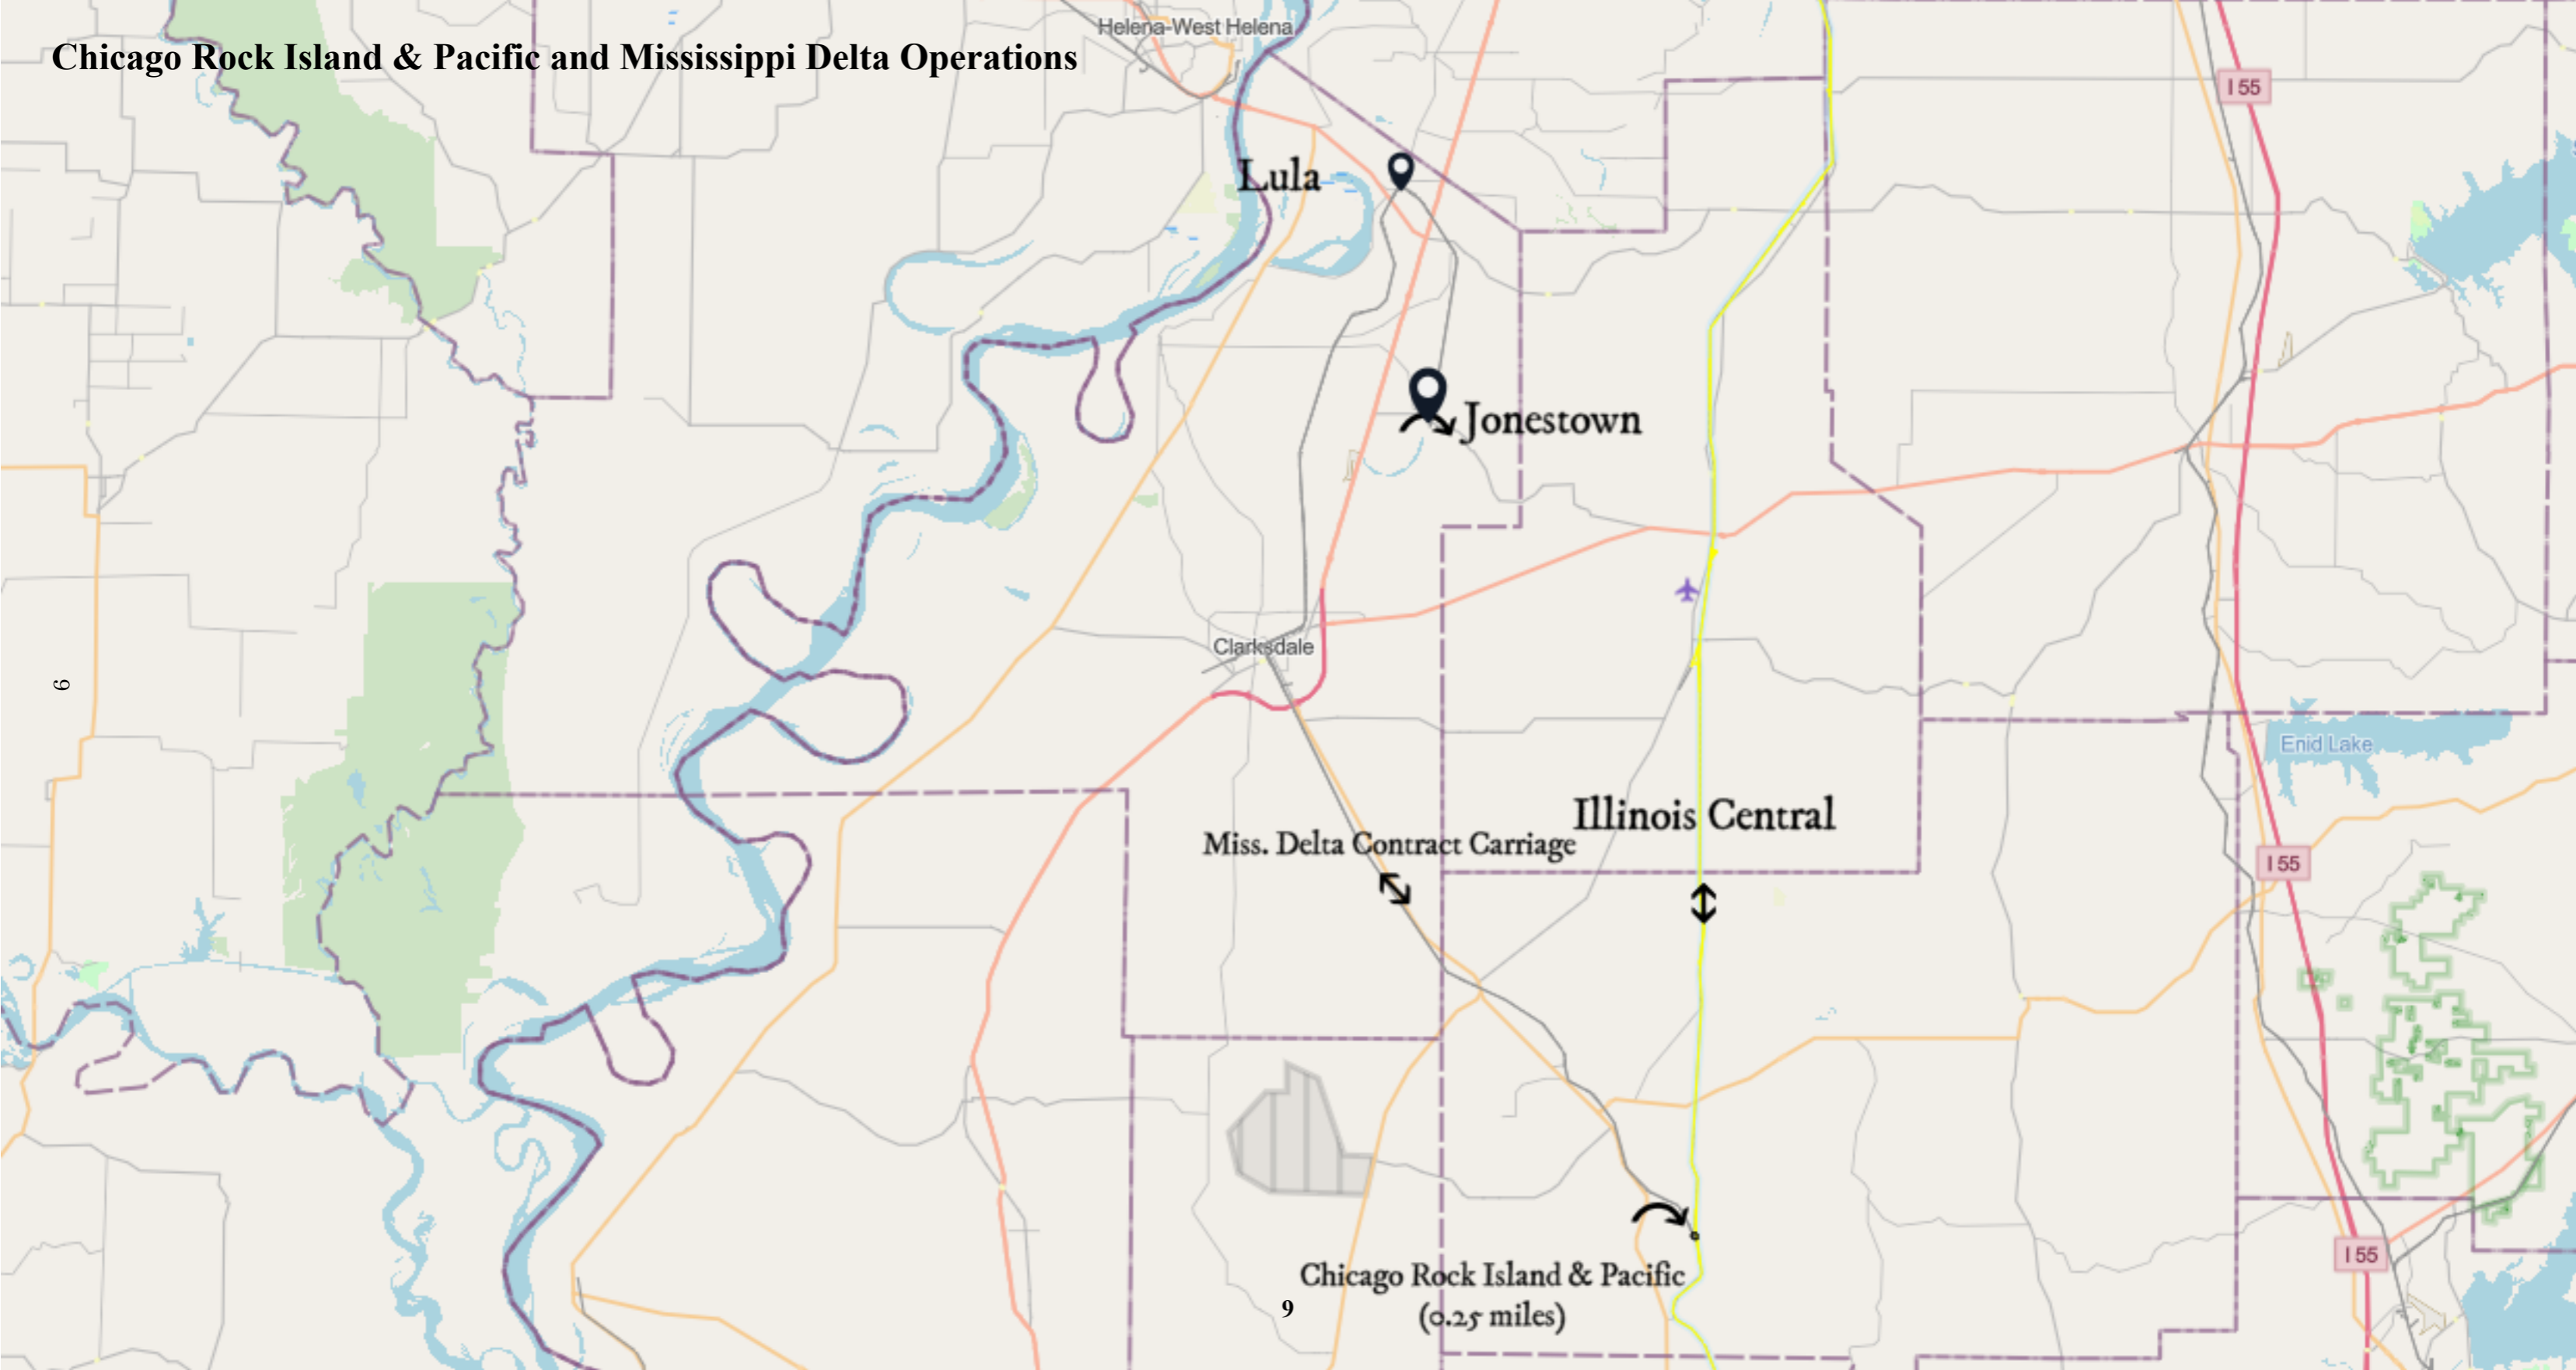 Helena-West Helena
Chicago Rock Island & Pacific and Mississippi Delta Operations
I 55
Lula
Jonestown
Clarksdale
6
Enid Lake
Illinois Central
Miss. Delta Contract Carriage
I 55
I 55
Chicago Rock Island & Pacific
(0.25 miles)
9